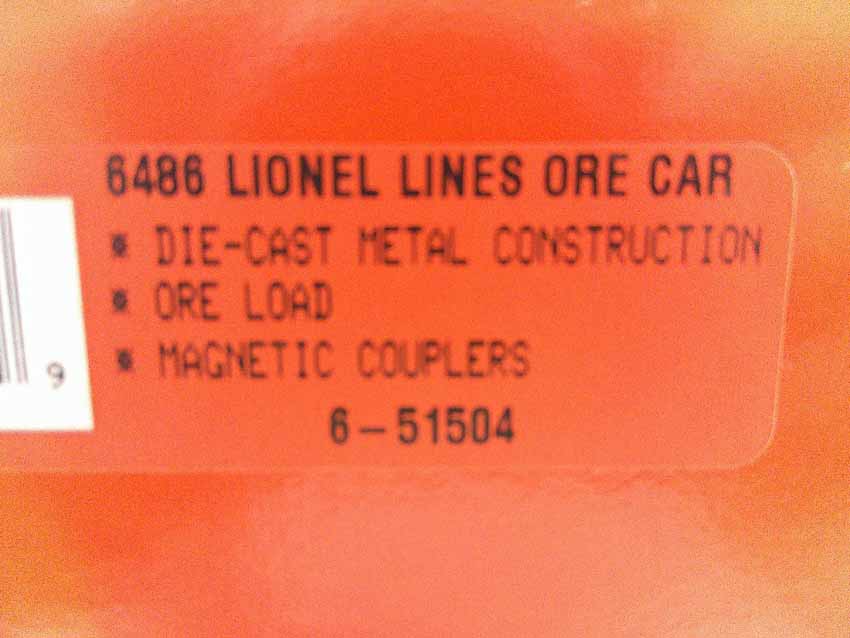 6486 LIONEL LINES ORE CAR
* DIE-CAST METAL CONSTRUCTION
* ORE LOAD
* MAGNETIC COUPLERS
6-51504
9